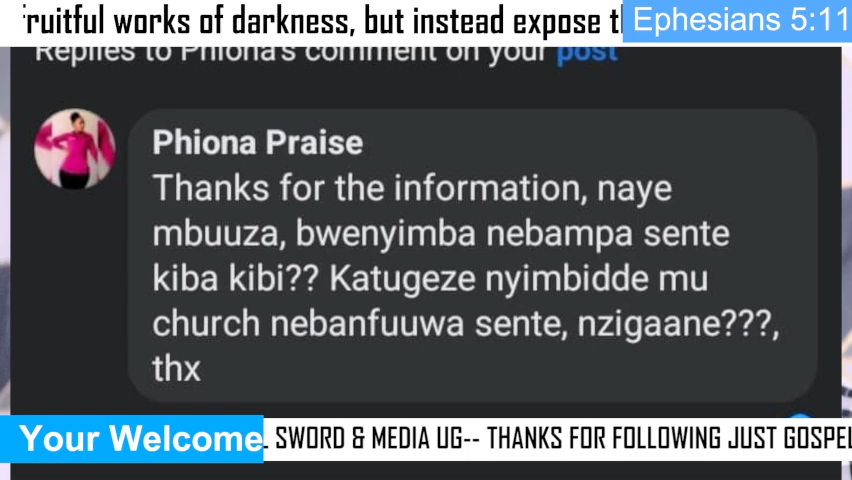 fruitful works of darkness, but instead expose
Ephesians 5:11
Replies to Phiona's comment on your post
Phiona Praise
Thanks for the information, naye
mbuuza, bwenyimba nebampa sente
kiba kibi?? Katugeze nyimbidde mu
church nebanfuuwa sente, nzigaane???,
thx
Your Welcome
SWORD & MEDIA UG-- THANKS FOR FOLLOWING JUST GOSPEL